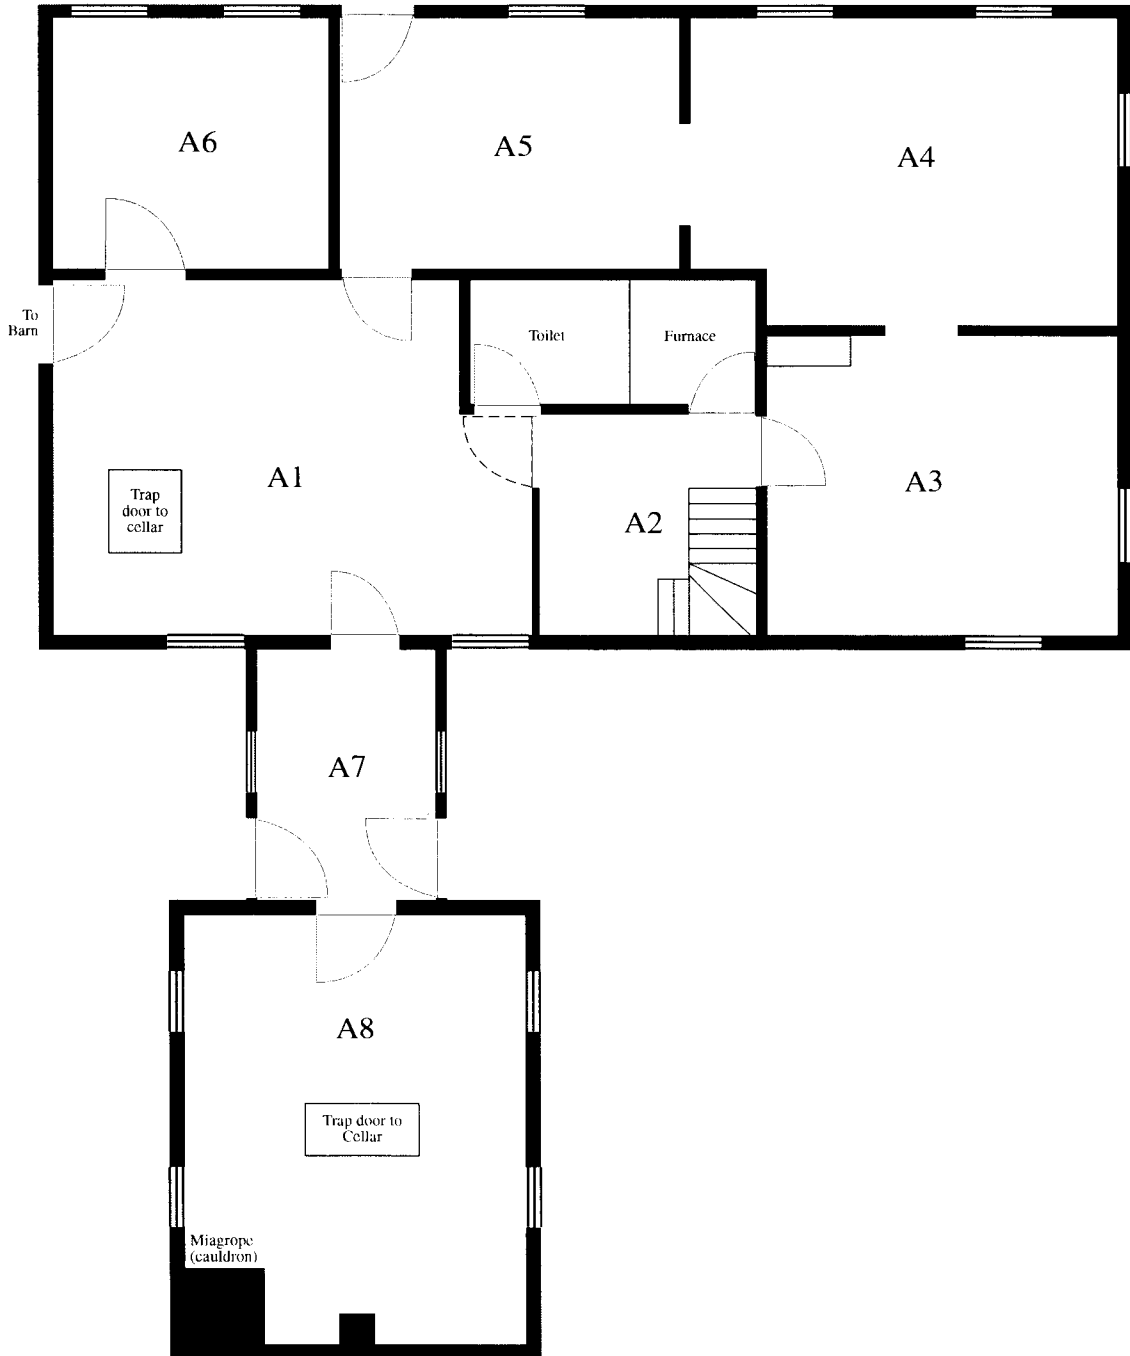 A6
A5
A4
To
Barn
Toilet
Furnace
A1
A3
Trap
door to
cellar
A2
A7
A8
Trap door to
Cellar
Miagrope
(cauldron)